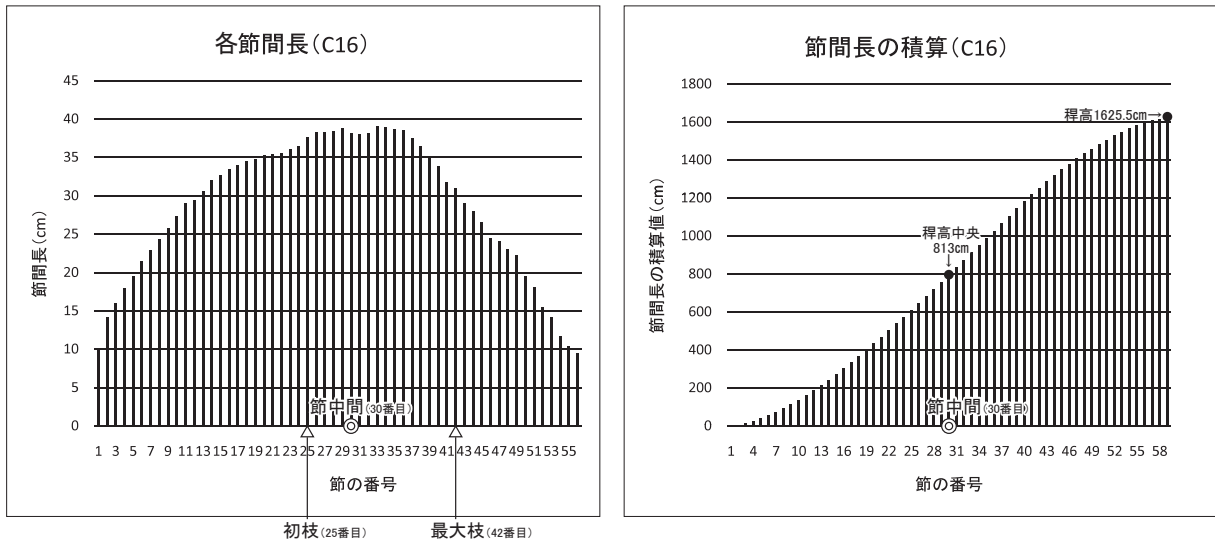 各節間長(C16)
節間長(cm)
45
40
35
30
25
20
15
10
5
0
節中間(30番目)
1 3 5 7 9 11 13 15 17 19 21 23 25 27 29 31 33 35 37 39 41 43 45 47 49 51 53 55
節の番号
初枝(25番目)
最大枝(42番目)
節間長の積算(C16)
節間長の積算値(cm)
1800
1600
1400
1200
1000
800
600
400
200
0
稈高1625.5cm→
稈高中央
813cm
↓
節中間(30番目)
1 4 7 10 13 16 19 22 25 28 31 34 37 40 43 46 49 52 55 58
節の番号